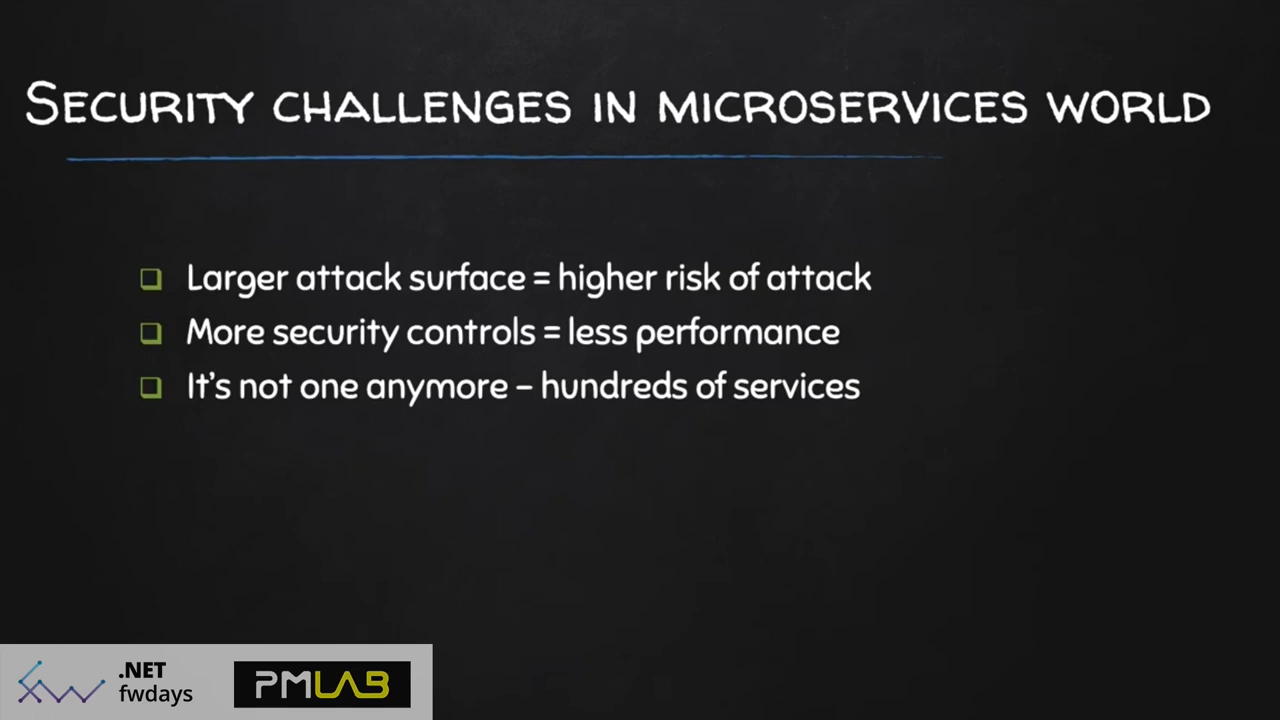 Security challenges in microservices world
Larger attack surface = higher risk of attack
More security controls = less performance
It's not one anymore – hundreds of services
.NET
fwdays
PMLAB